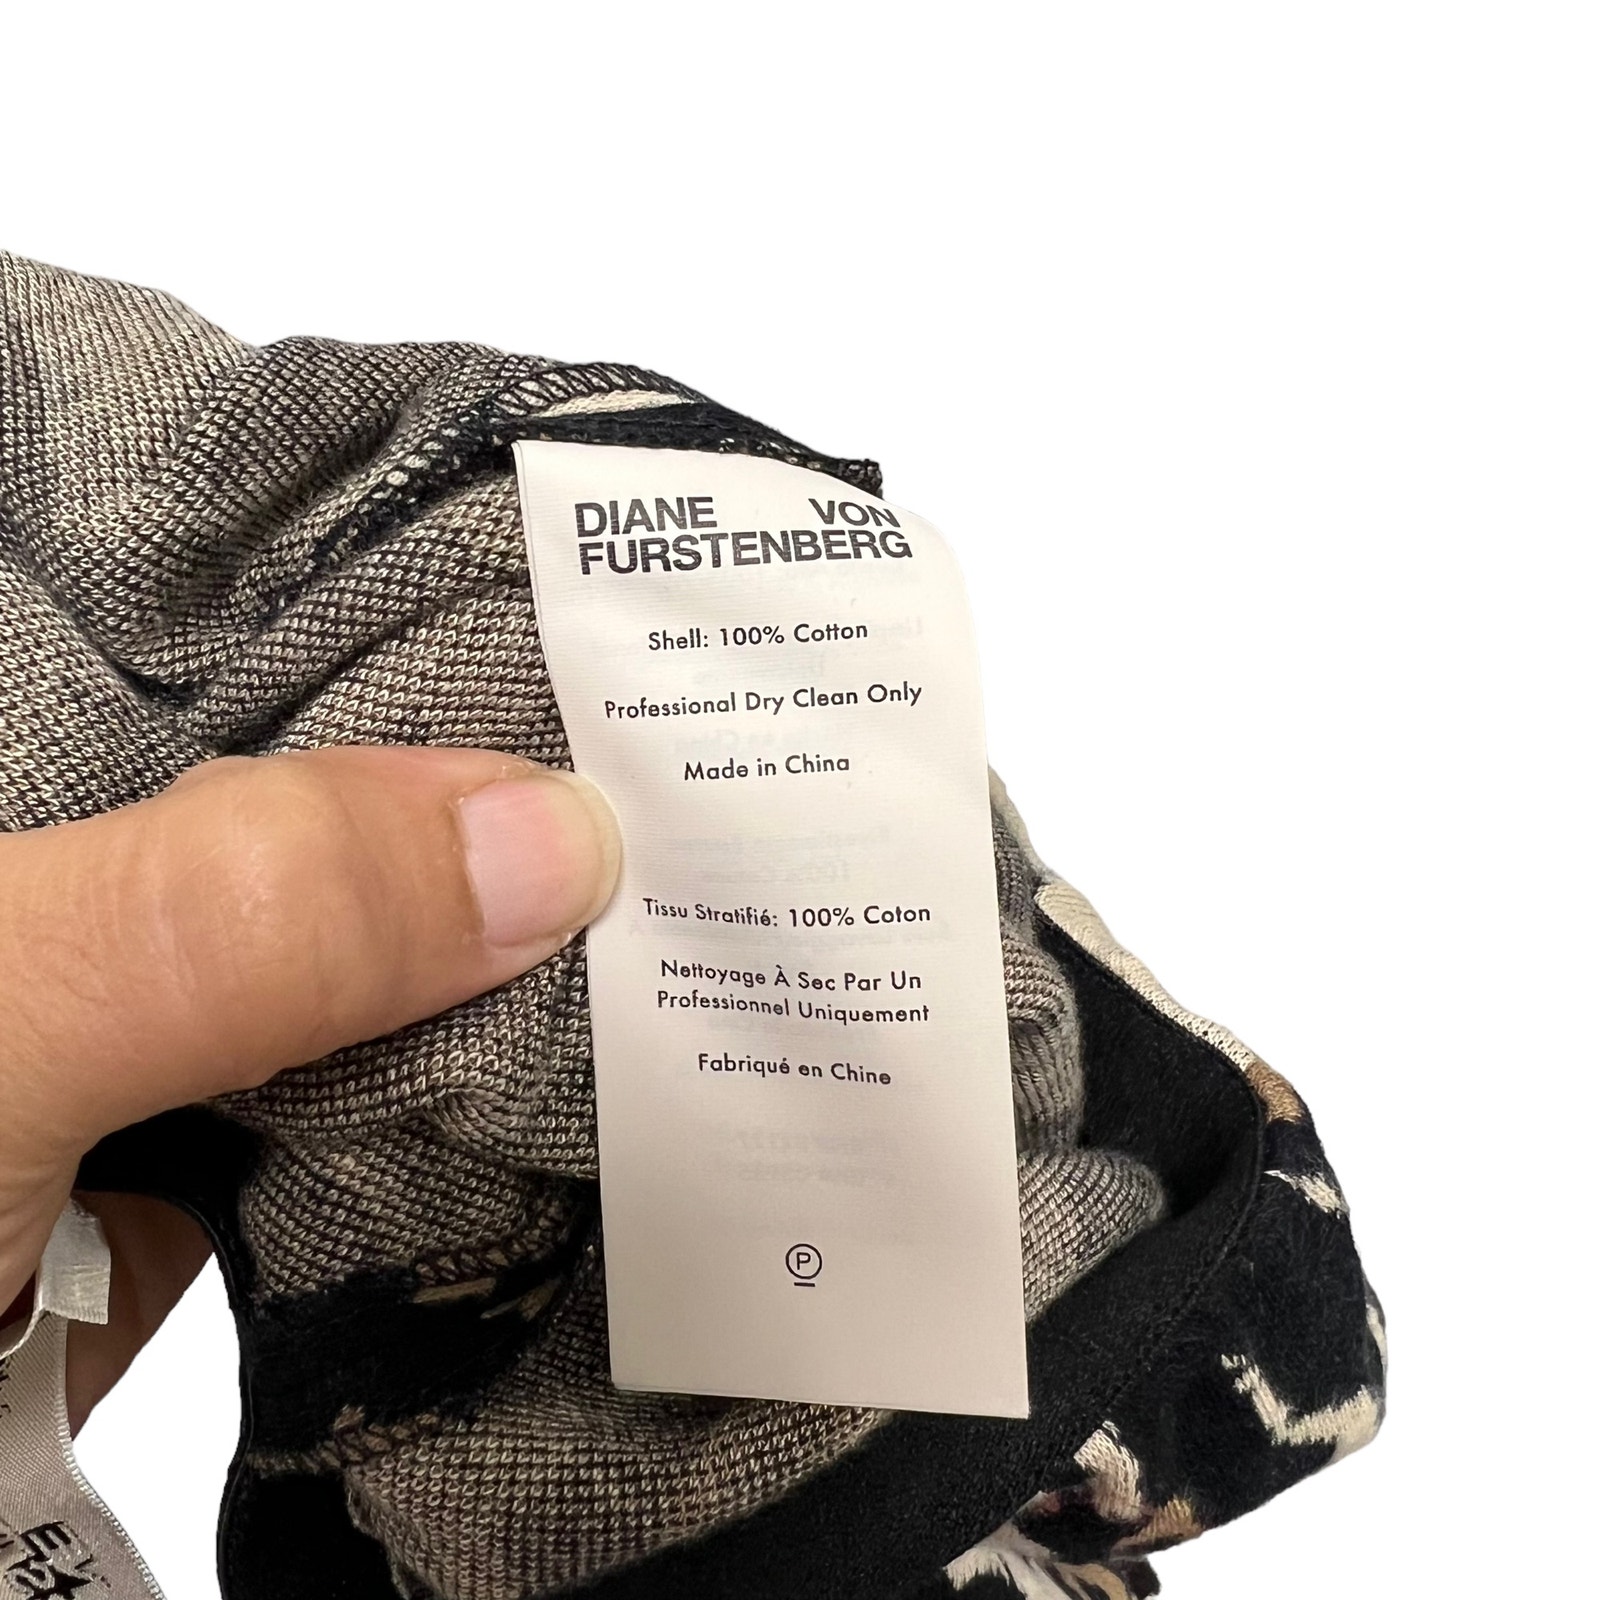 DIANE VON
FURSTENBERG
Shell: 100% Cotton
Professional Dry Clean Only
Made in China
Tissu Stratifié: 100% Coton
Nettoyage À Sec Par Un
Professionnel Uniquement
Fabriqué en Chine
P